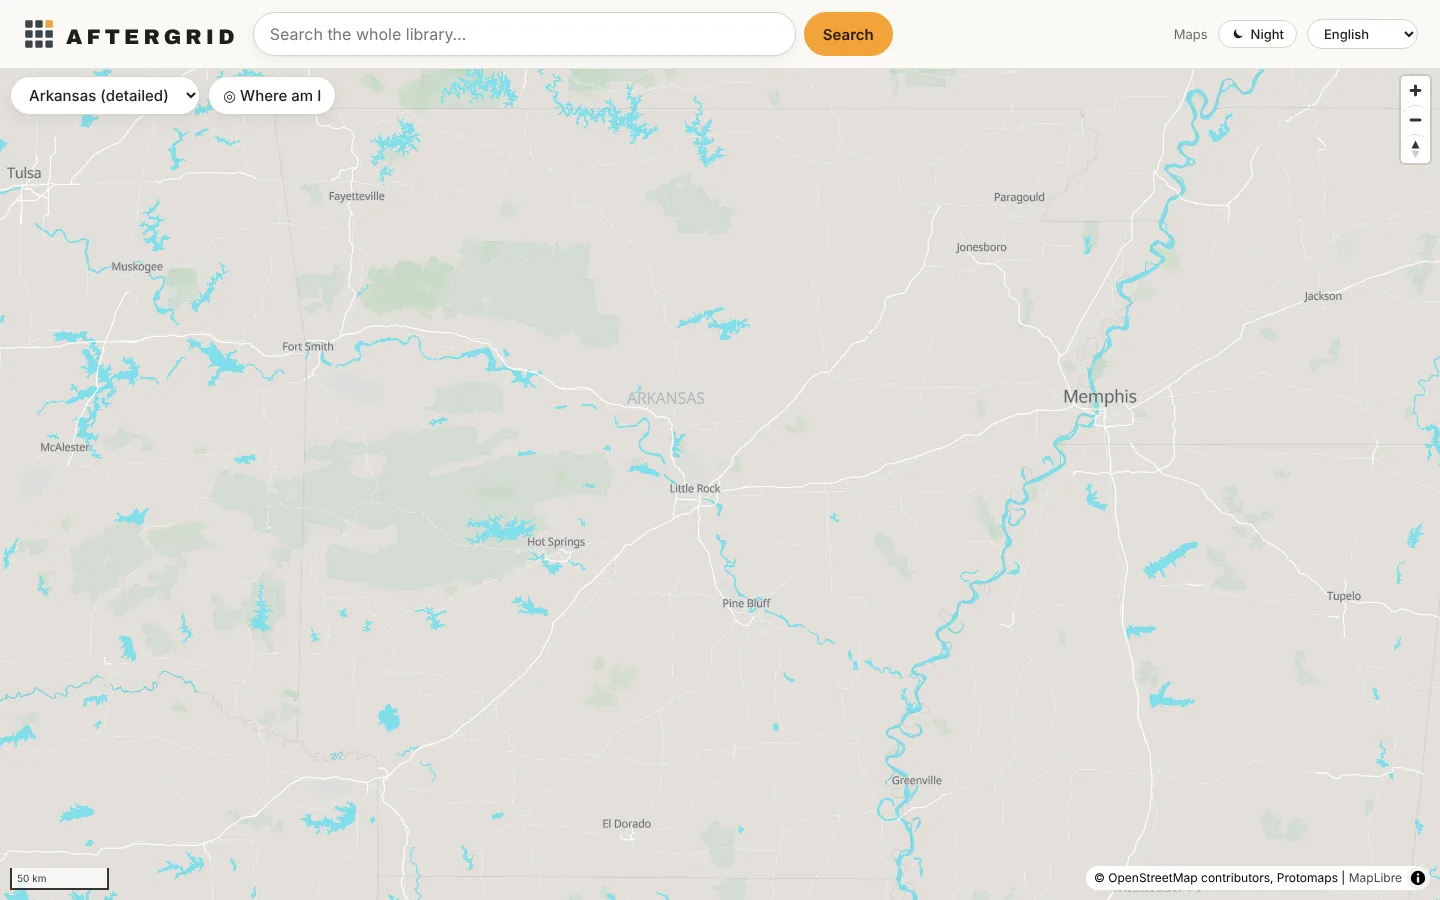 AFTERGRID
Search the whole library...
Search
Maps
Night
English
Arkansas (detailed)
◎ Where am I
Tulsa
Fayetteville
Paragould
Jonesboro
Muskogee
Jackson
Fort Smith
ARKANSAS
Memphis
McAlester
Little Rock
Hot Springs
Pine Bluff
Tupelo
Greenville
El Dorado
50 km
© OpenStreetMap contributors, Protomaps | MapLibre